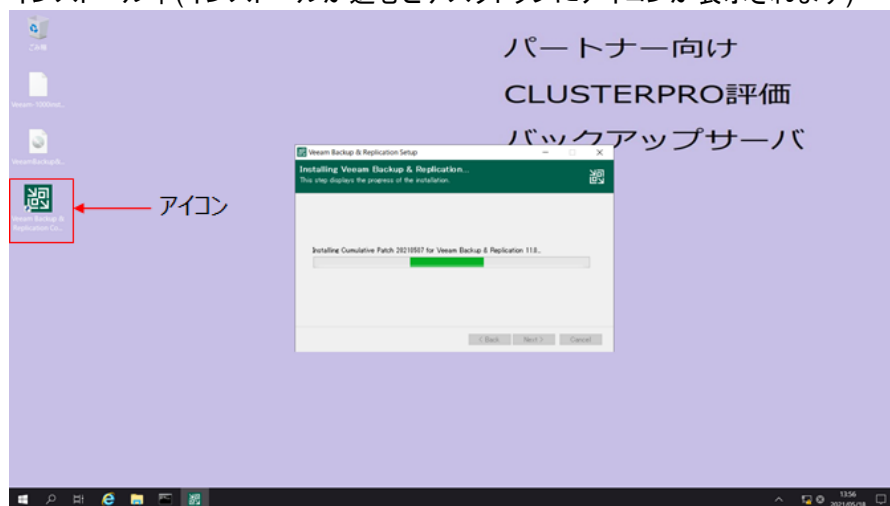 パートナー向け
CLUSTERPRO評価
バックアップサーバ
ごみ箱
Veeam Backup & Replication Setup
Installing Veeam Backup & Replication...
This step displays the progress of the installation.
アイコン
Veeam Backup &
Replication Co...
Installing Cumulative Patch 20210507 for Veeam Backup & Replication 11.0...
< Back
Next >
Cancel
13:56
2021/05/18